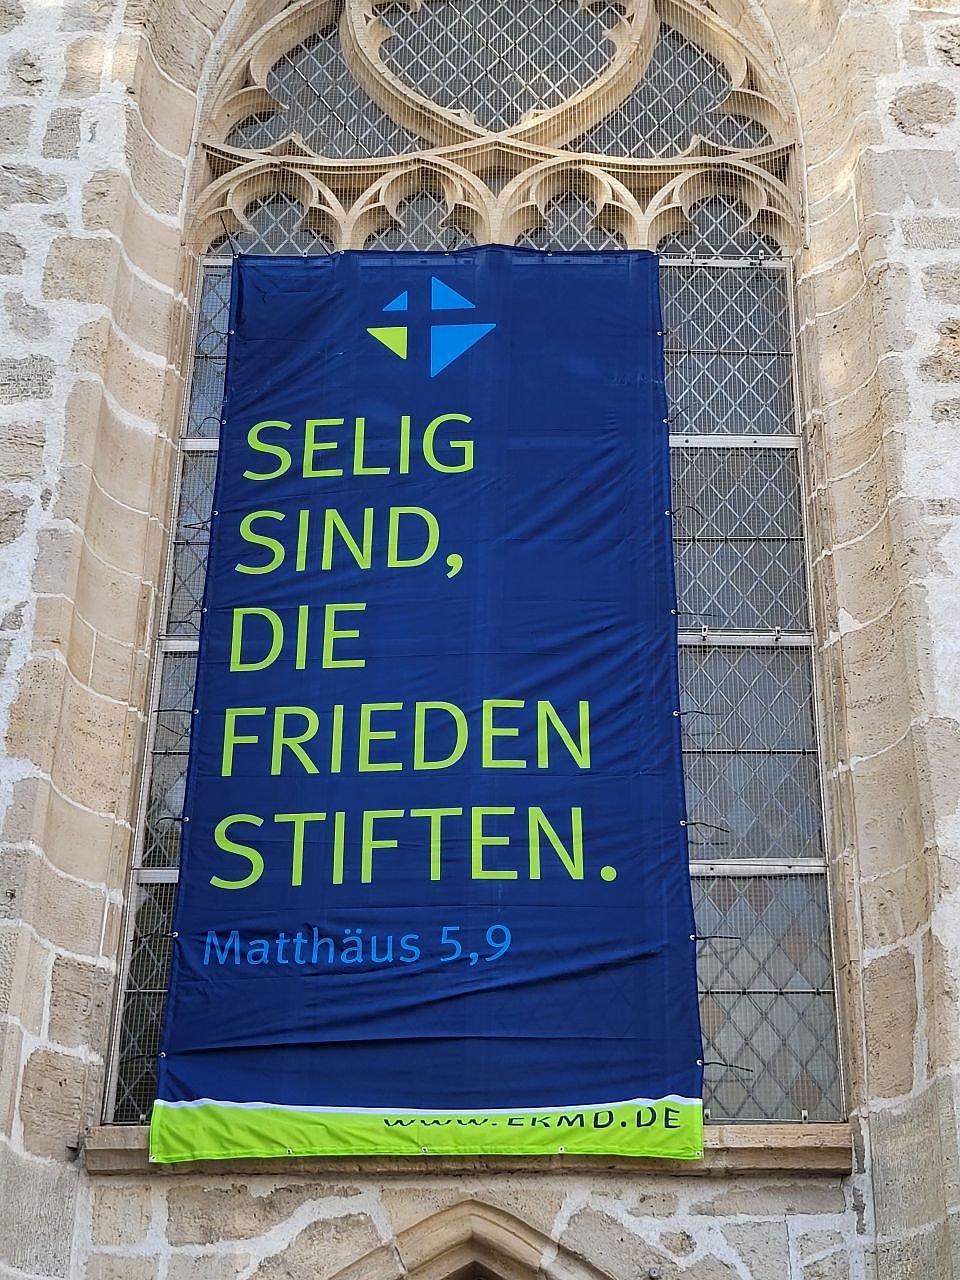 SELIG
SIND,
DIE
FRIEDEN
STIFTEN.
Matthäus 5,9
www.EKMD.DE